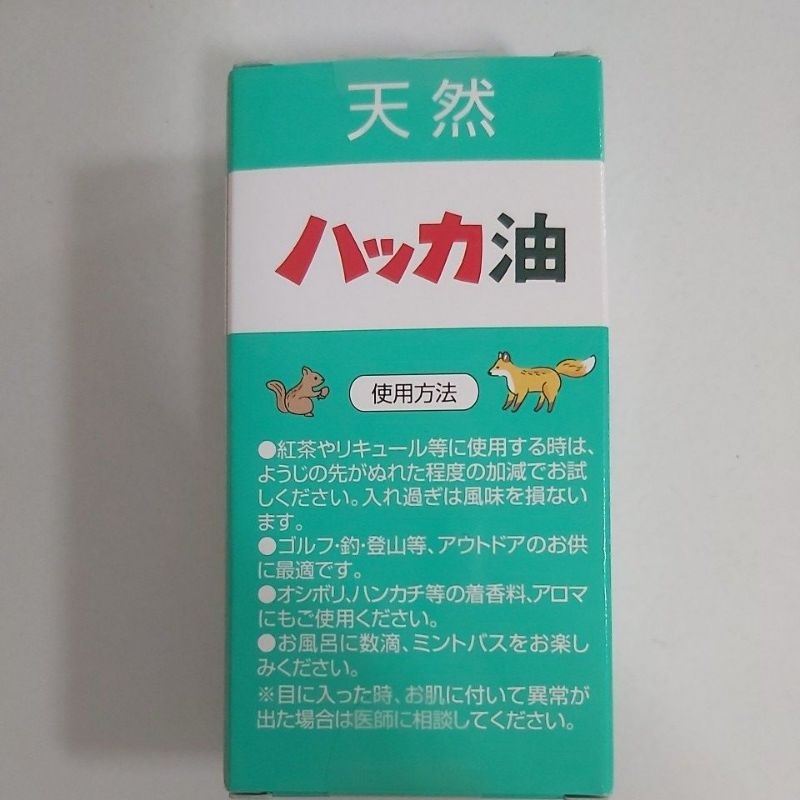 天然
ハッカ油
使用方法
●紅茶やリキュール等に使用する時は、
ようじの先がぬれた程度の加減でお試
しください。入れ過ぎは風味を損ない
ます。
●ゴルフ・釣・登山等、アウトドアのお供
に最適です。
●オシボリ、ハンカチ等の着香料、アロマ
にもご使用ください。
●お風呂に数滴、ミントバスをお楽し
みください。
※目に入った時、お肌に付いて異常が
出た場合は医師に相談してください。